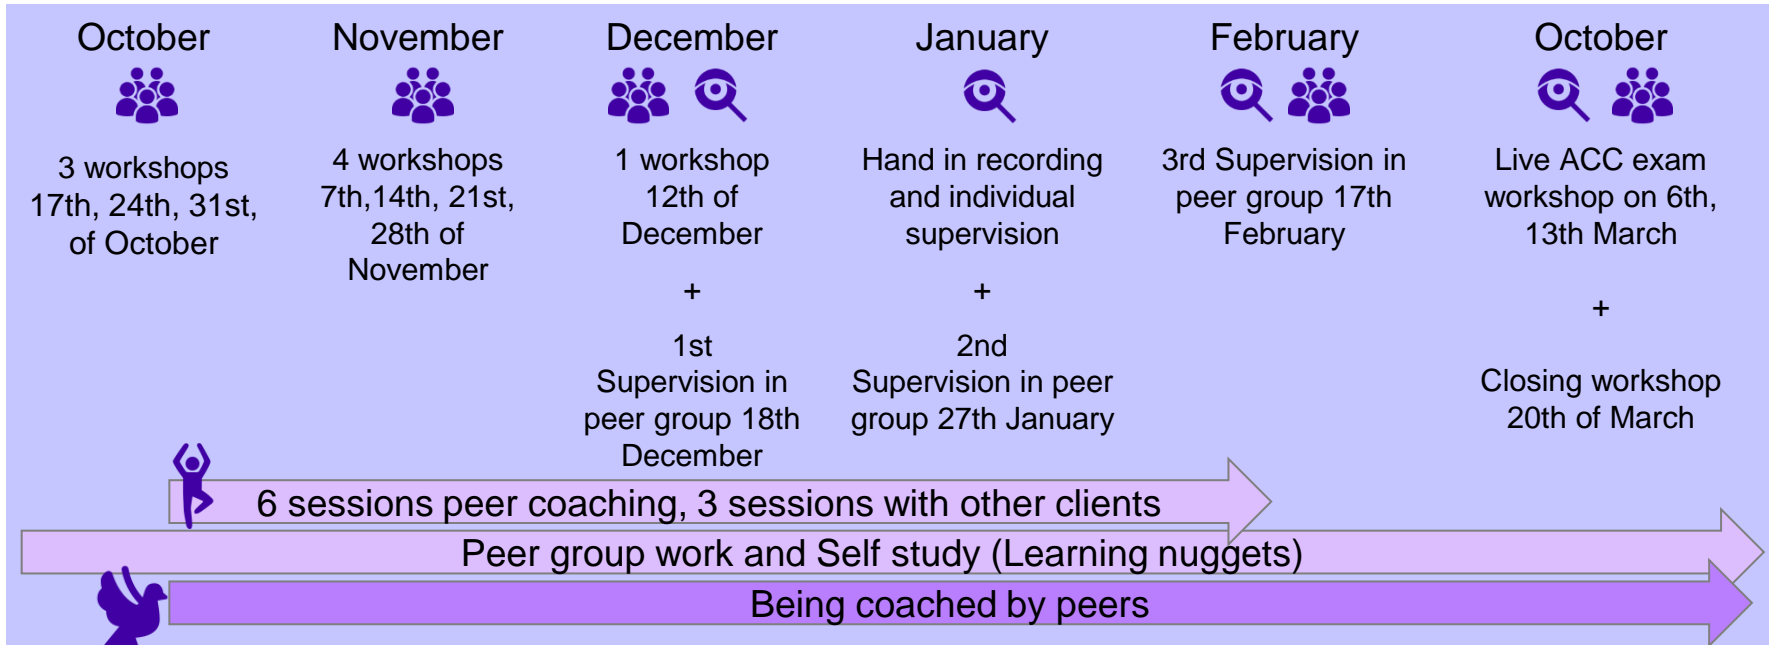 October
3 workshops
17th, 24th, 31st,
of October
November
4 workshops
7th,14th, 21st,
28th of
November
December
1 workshop
12th of
December
+
1st
Supervision in
peer group 18th
December
January
Hand in recording
and individual
supervision
+
2nd
Supervision in peer
group 27th January
February
3rd Supervision in
peer group 17th
February
October
Live ACC exam
workshop on 6th,
13th March
+
Closing workshop
20th of March
6 sessions peer coaching, 3 sessions with other clients
Peer group work and Self study (Learning nuggets)
Being coached by peers